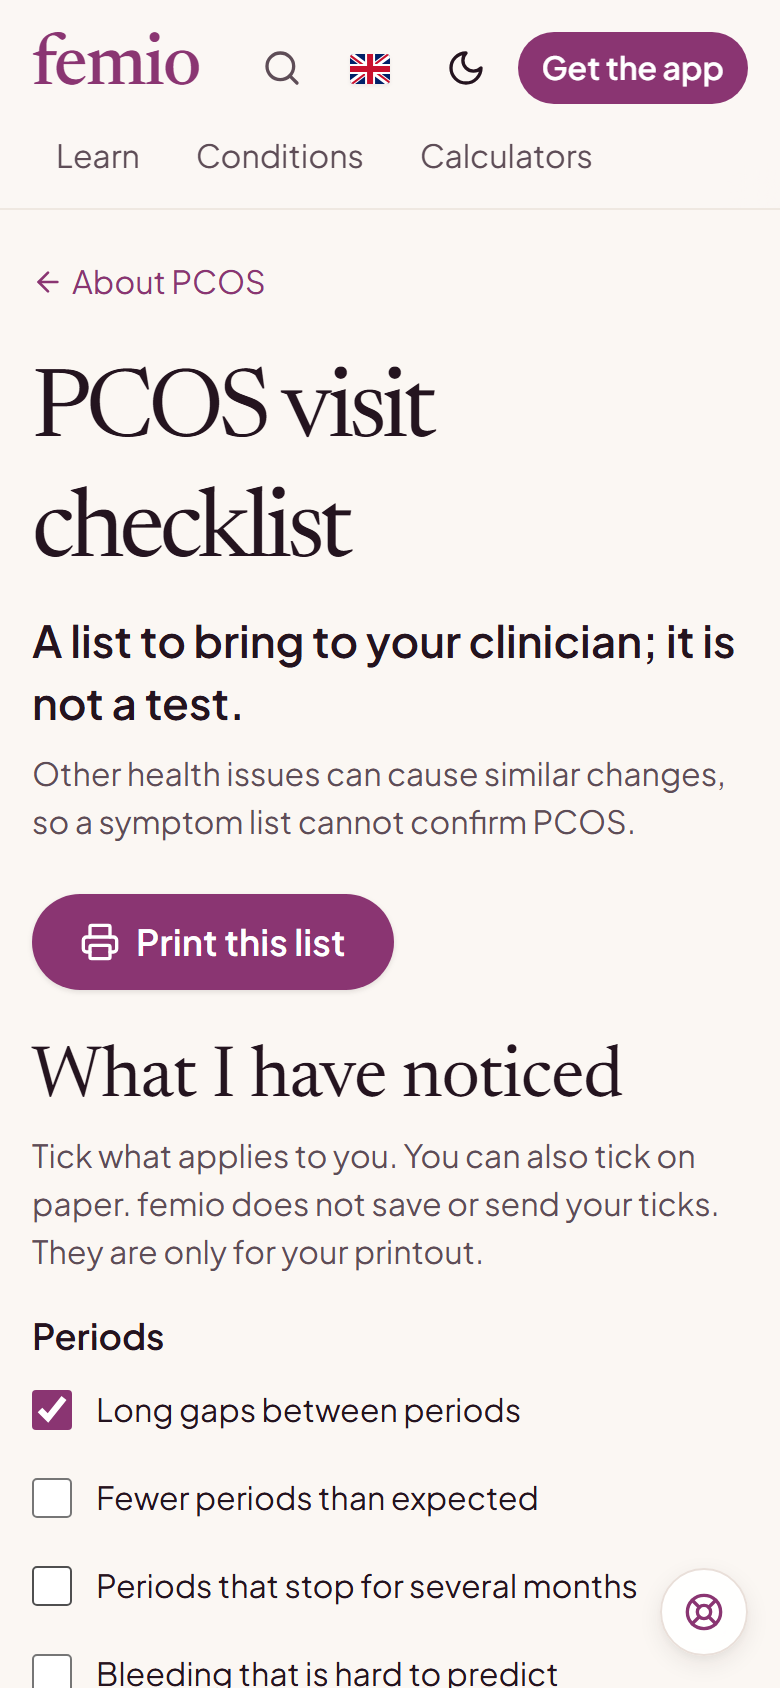 femio
Get the app
Learn Conditions Calculators
About PCOS
PCOS visit
checklist
A list to bring to your clinician; it is
not a test.
Other health issues can cause similar changes,
so a symptom list cannot confirm PCOS.
Print this list
What I have noticed
Tick what applies to you. You can also tick on
paper. femio does not save or send your ticks.
They are only for your printout.
Periods
Long gaps between periods
Fewer periods than expected
Periods that stop for several months
Bleeding that is hard to predict